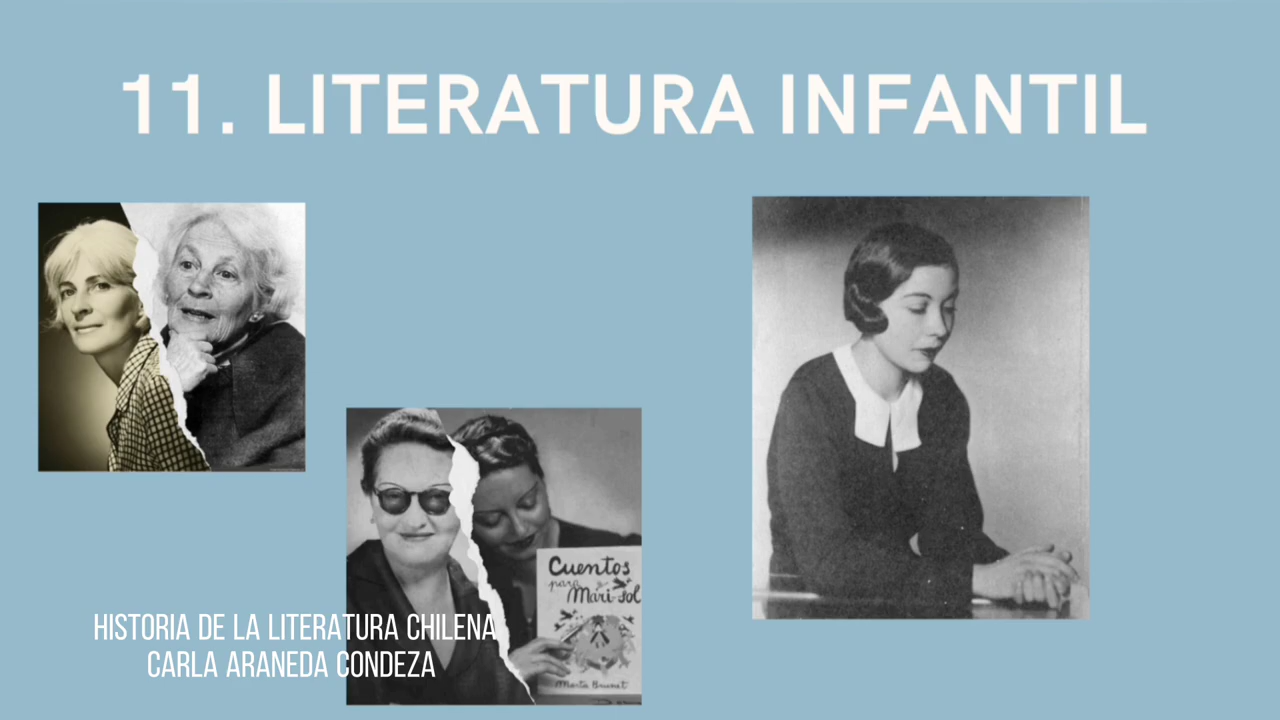 11. LITERATURA INFANTIL
Cuentos
para
Mari-sol
Marta Brunet
HISTORIA DE LA LITERATURA CHILENA
CARLA ARANEDA CONDEZA